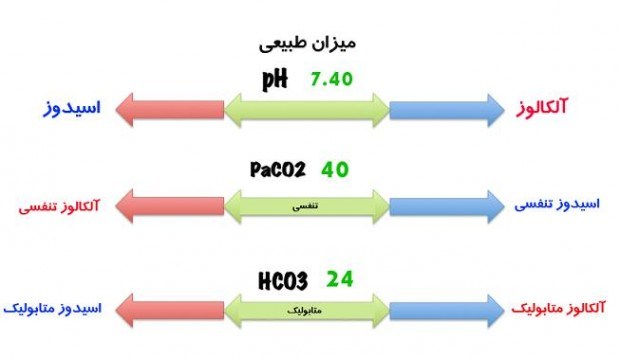 میزان طبیعی
pH 7.40
اسیدوز
آلکالوز
PaCO2 40
آلکالوز تنفسی
تنفسی
اسیدوز تنفسی
HCO3 24
اسیدوز متابولیک
متابولیک
آلکالوز متابولیک